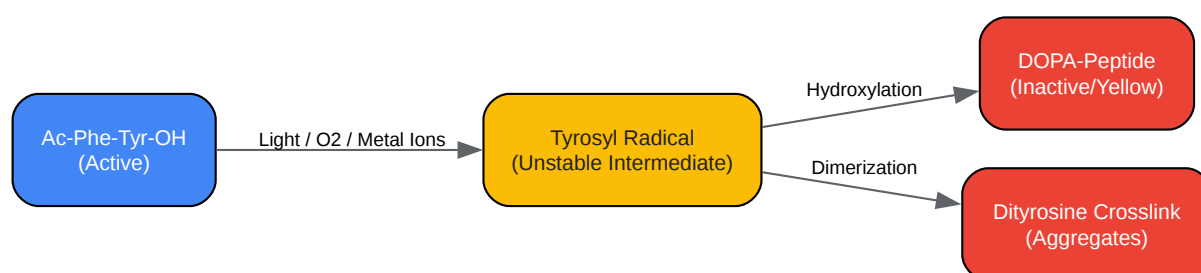 Ac-Phe-Tyr-OH
(Active)
Light / O2 / Metal Ions
Tyrosyl Radical
(Unstable Intermediate)
Hydroxylation
DOPA-Peptide
(Inactive/Yellow)
Dimerization
Dityrosine Crosslink
(Aggregates)